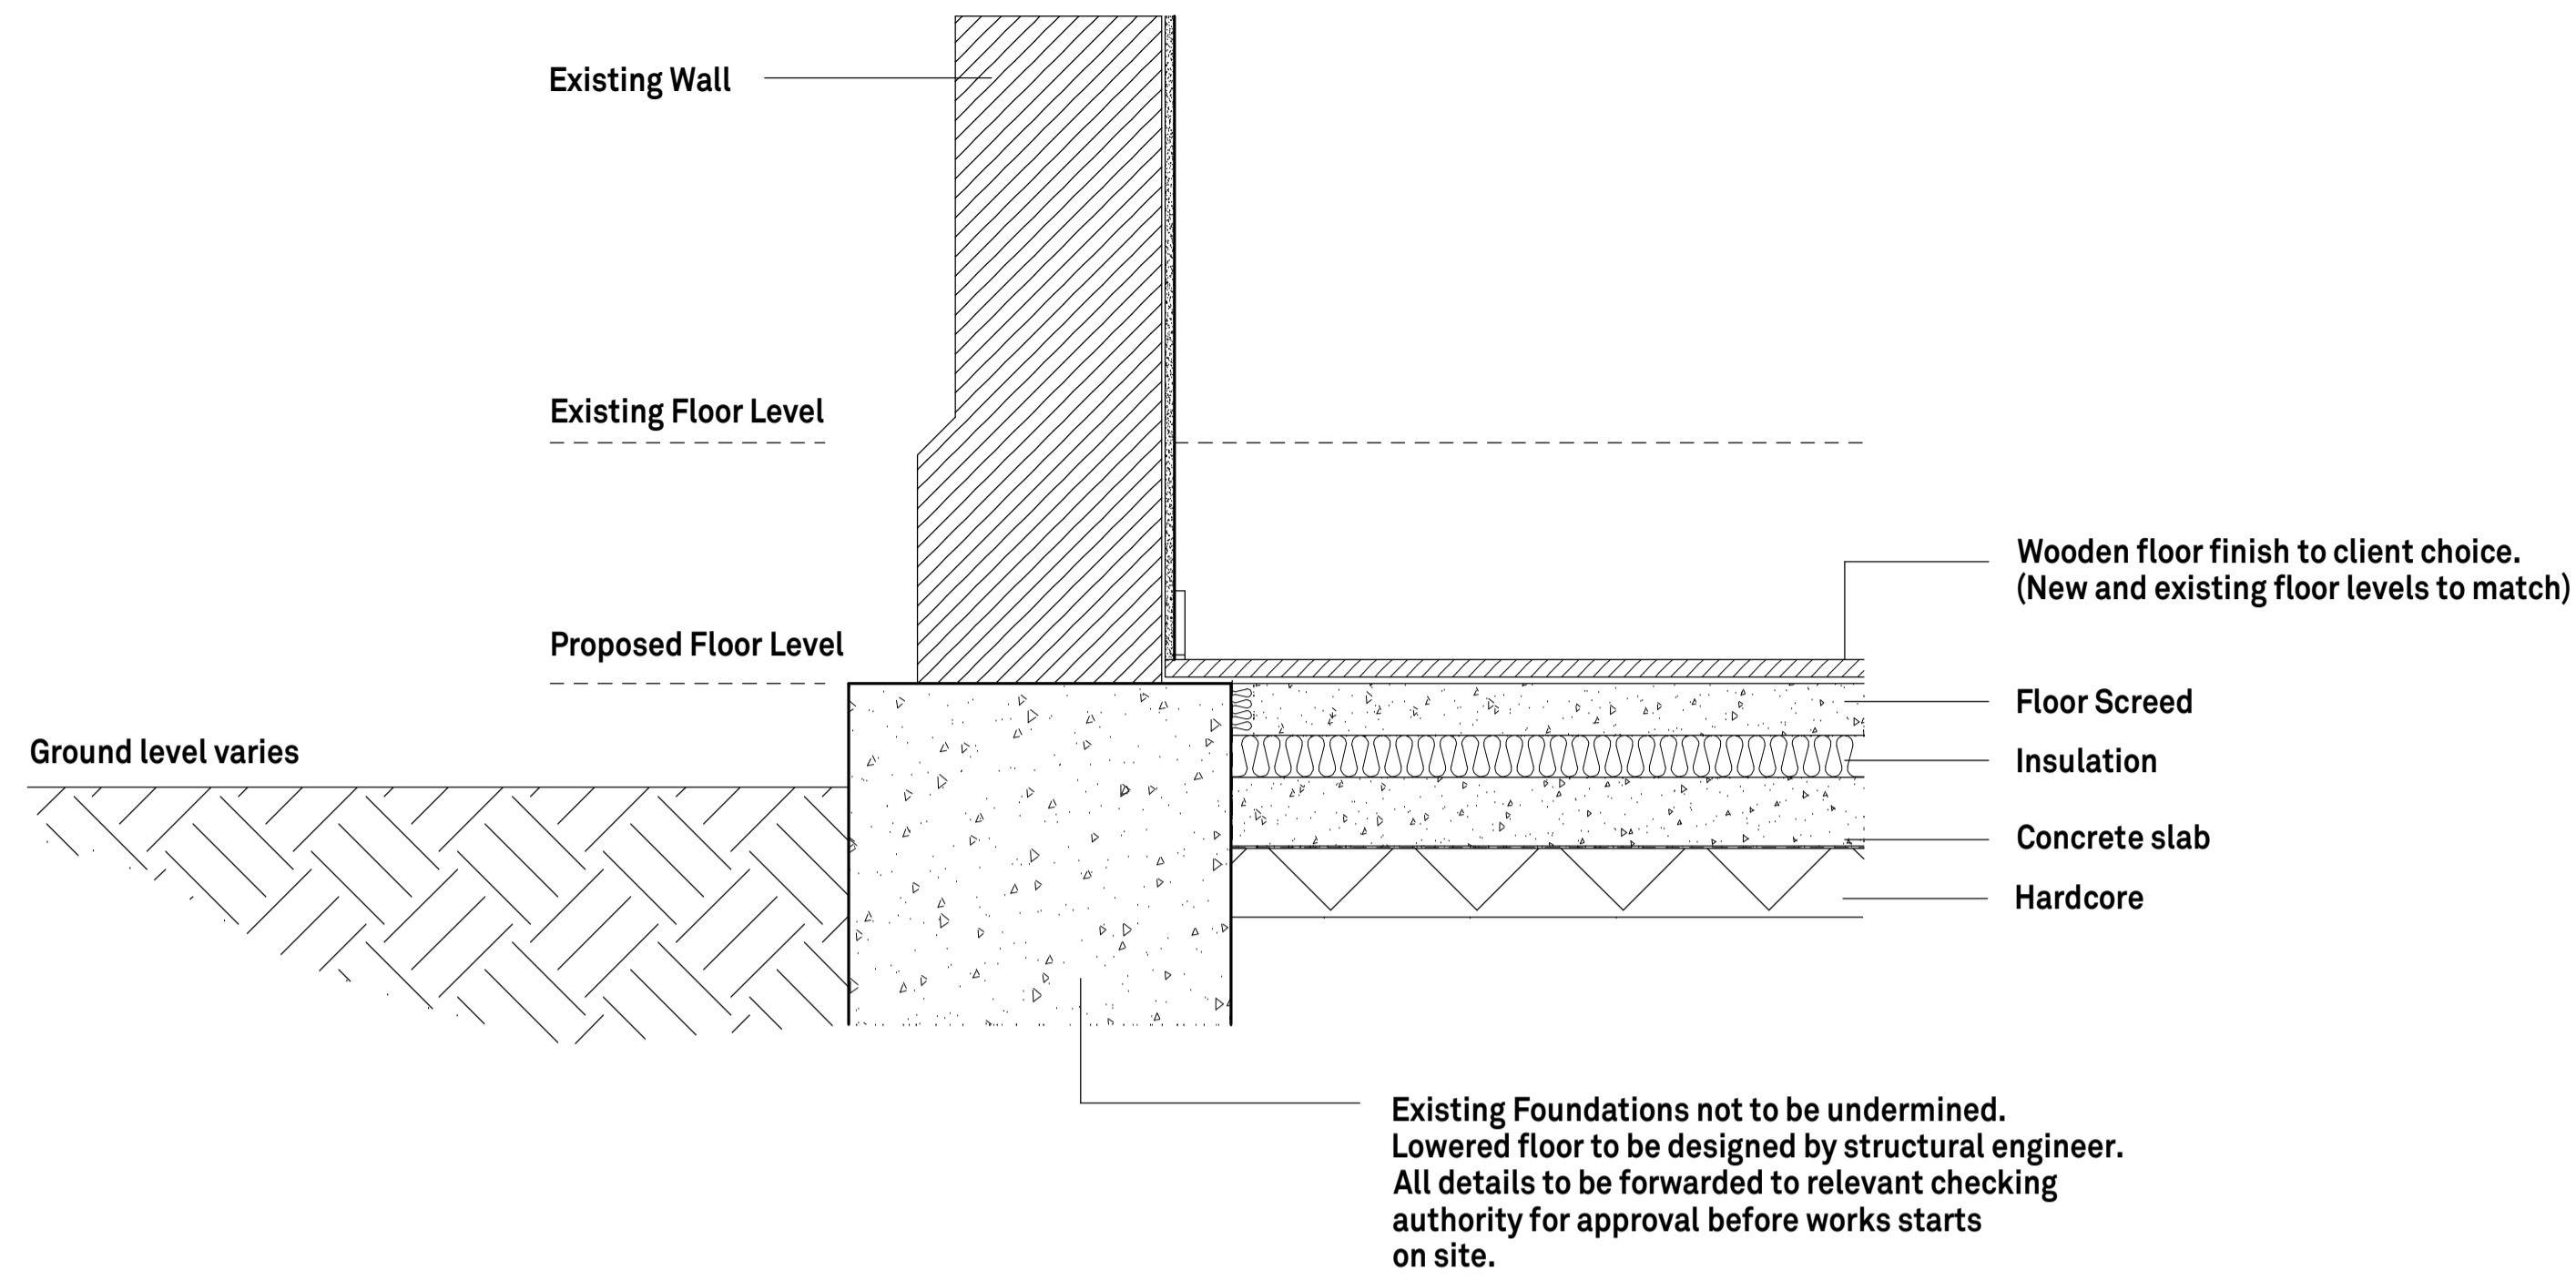 Existing Wall
Existing Floor Level
Wooden floor finish to client choice.
(New and existing floor levels to match)
Proposed Floor Level
Floor Screed
Ground level varies
Insulation
Concrete slab
Hardcore
Existing Foundations not to be undermined.
Lowered floor to be designed by structural engineer.
All details to be forwarded to relevant checking
authority for approval before works starts
on site.